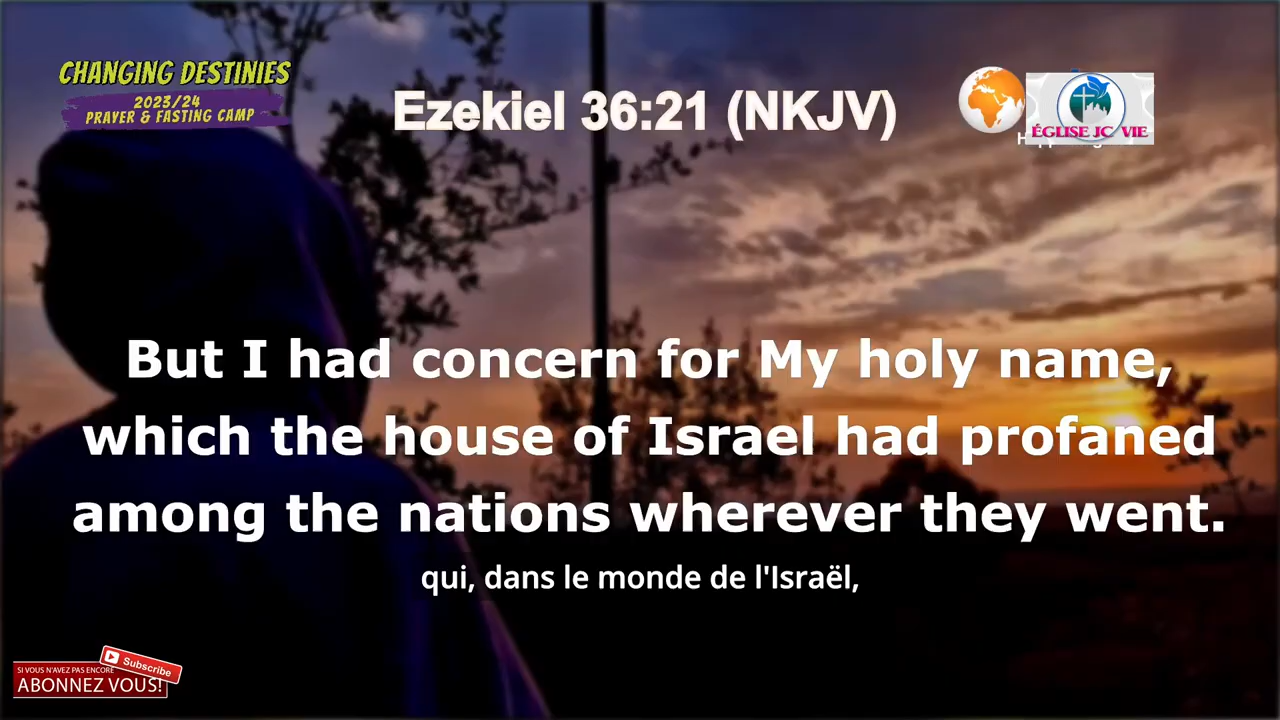 CHANGING DESTINIES
2023/24
PRAYER & FASTING CAMP
Ezekiel 36:21 (NKJV)
ÉGLISE JC VIE
But I had concern for My holy name,
which the house of Israel had profaned
among the nations wherever they went.
qui, dans le monde de l'Israël,
Subscribe
SI VOUS N'AVEZ PAS ENCORE
ABONNEZ VOUS!